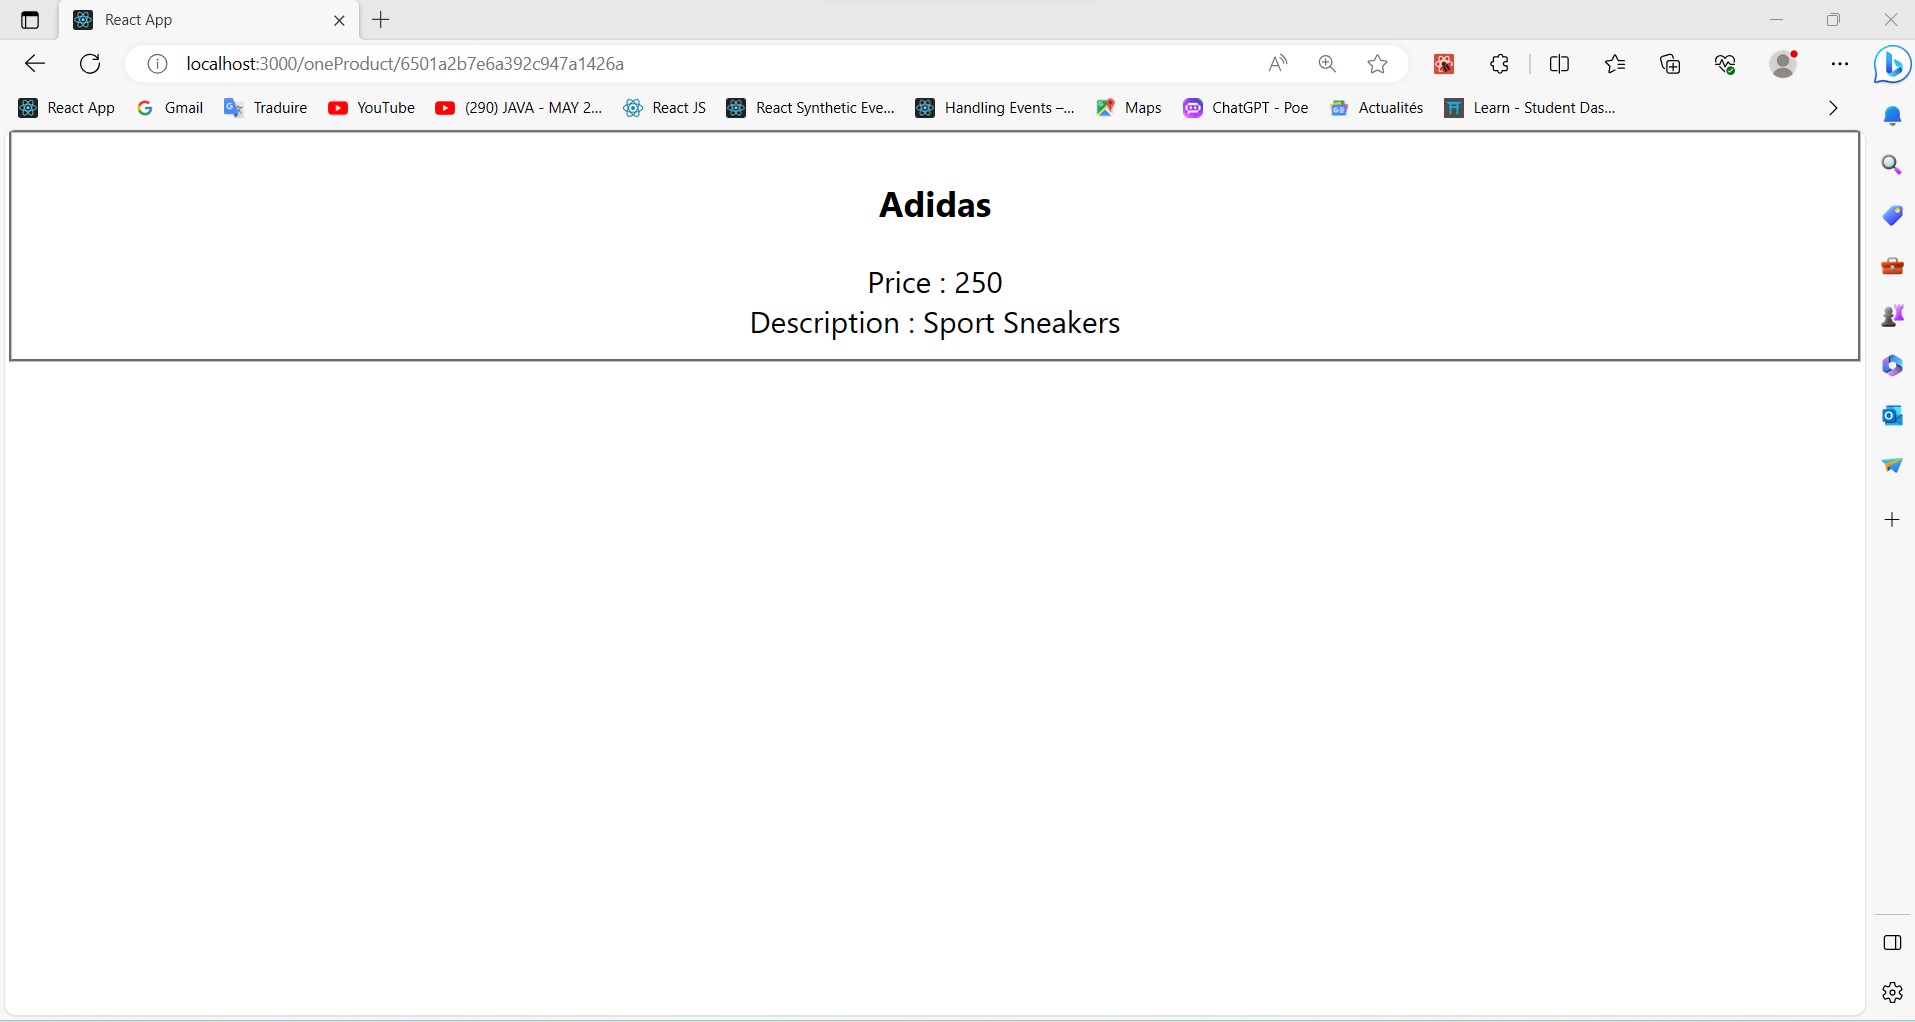 React App
localhost:3000/oneProduct/6501a2b7e6a392c947a1426a
React App Gmail Traduire YouTube (290) JAVA - MAY 2... React JS React Synthetic Eve... Handling Events –... Maps ChatGPT - Poe Actualités Learn - Student Das...
Adidas
Price : 250
Description : Sport Sneakers